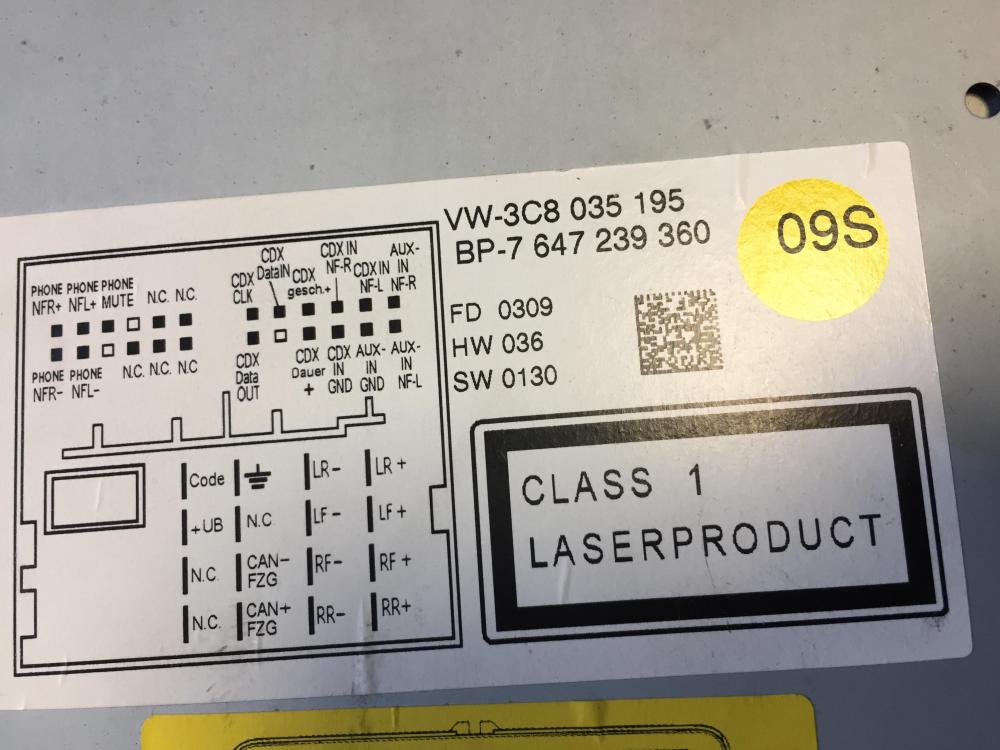 VW-3C8 035 195
BP-7 647 239 360
09S
FD 0309
HW 036
SW 0130
PHONE PHONE PHONE
NFR+ NFL+ MUTE N.C. N.C.
CDX CLK
CDX DataIN
CDX gesch.+
CDX IN NF-R
CDX IN NF-L
AUX-IN NF-R
PHONE PHONE
NFR- NFL-
N.C. N.C. N.C
CDX Data OUT
CDX Dauer +
CDX IN GND
AUX-IN GND
AUX-IN NF-L
Code LR- LR+
+UB N.C. LF- LF+
N.C. CAN- FZG RF- RF+
N.C. CAN+ FZG RR- RR+
CLASS 1
LASERPRODUCT